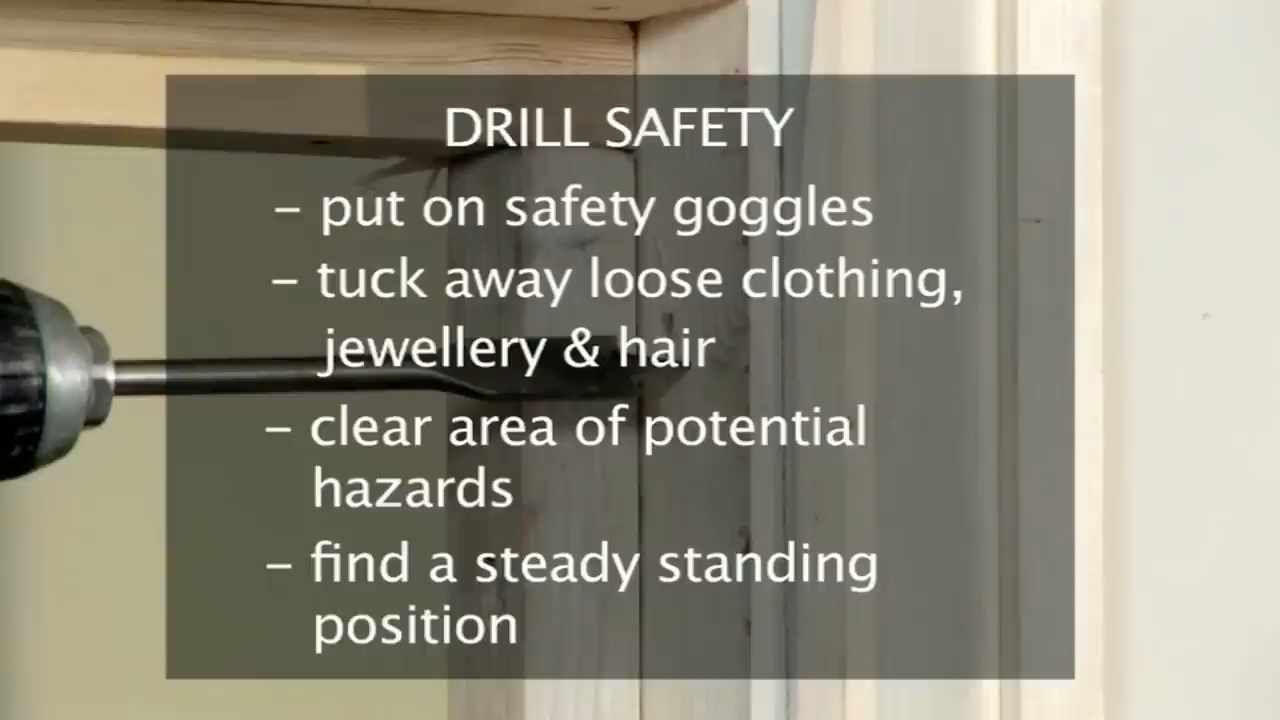 DRILL SAFETY
– put on safety goggles
– tuck away loose clothing,
jewellery & hair
– clear area of potential
hazards
– find a steady standing
position